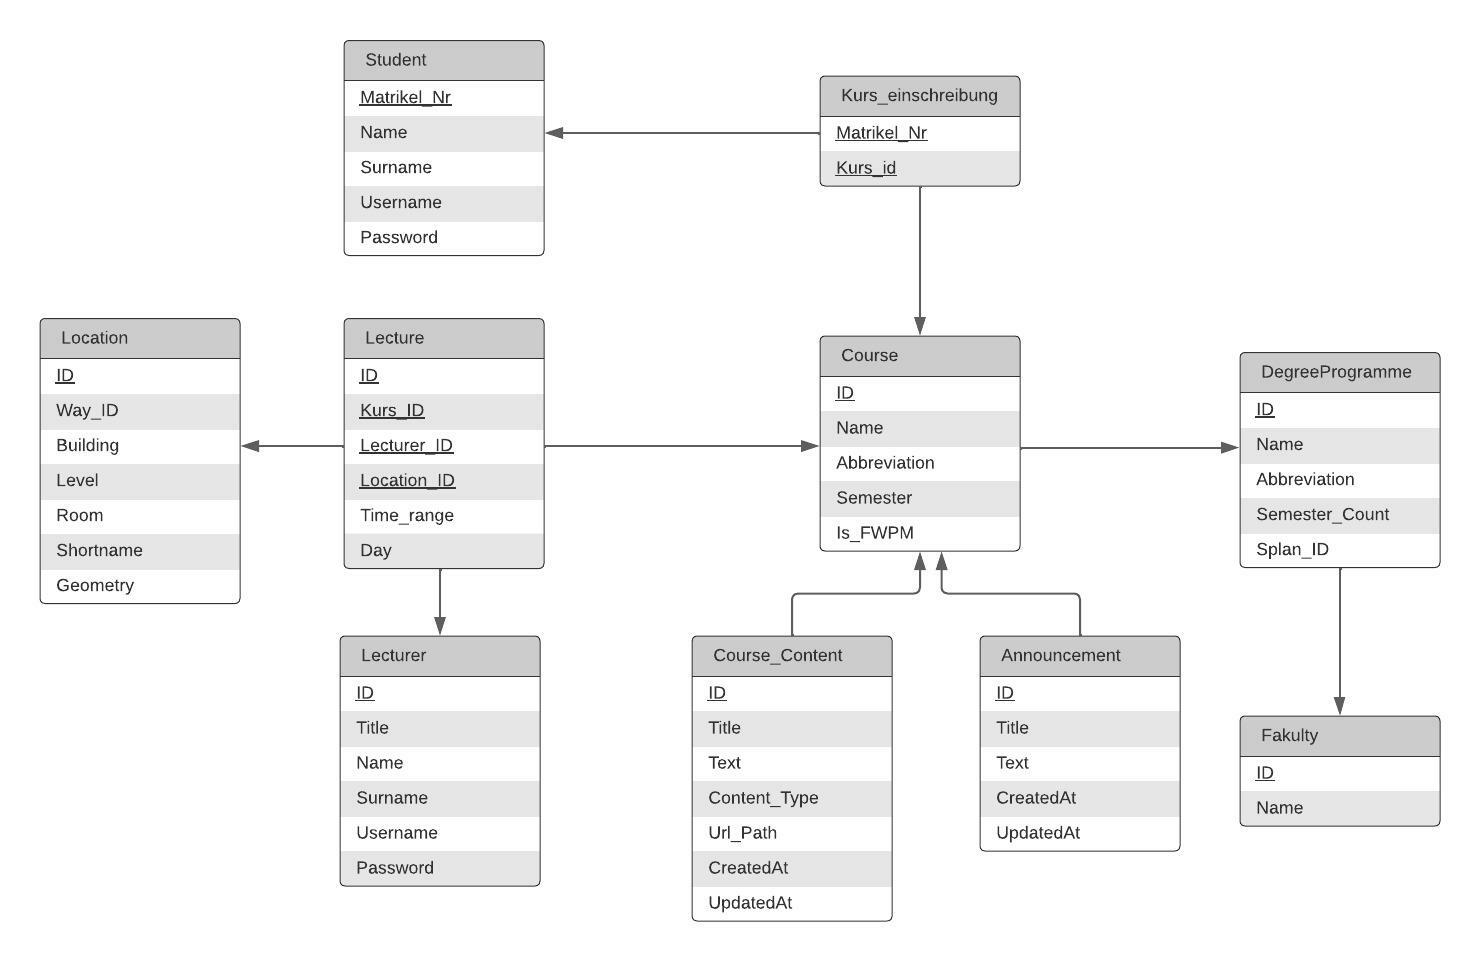 Student
Matrikel_Nr
Name
Surname
Username
Password
Kurs_einschreibung
Matrikel_Nr
Kurs_id
Location
ID
Way_ID
Building
Level
Room
Shortname
Geometry
Lecture
ID
Kurs_ID
Lecturer_ID
Location_ID
Time_range
Day
Course
ID
Name
Abbreviation
Semester
Is_FWPM
DegreeProgramme
ID
Name
Abbreviation
Semester_Count
Splan_ID
Lecturer
ID
Title
Name
Surname
Username
Password
Course_Content
ID
Title
Text
Content_Type
Url_Path
CreatedAt
UpdatedAt
Announcement
ID
Title
Text
CreatedAt
UpdatedAt
Fakulty
ID
Name